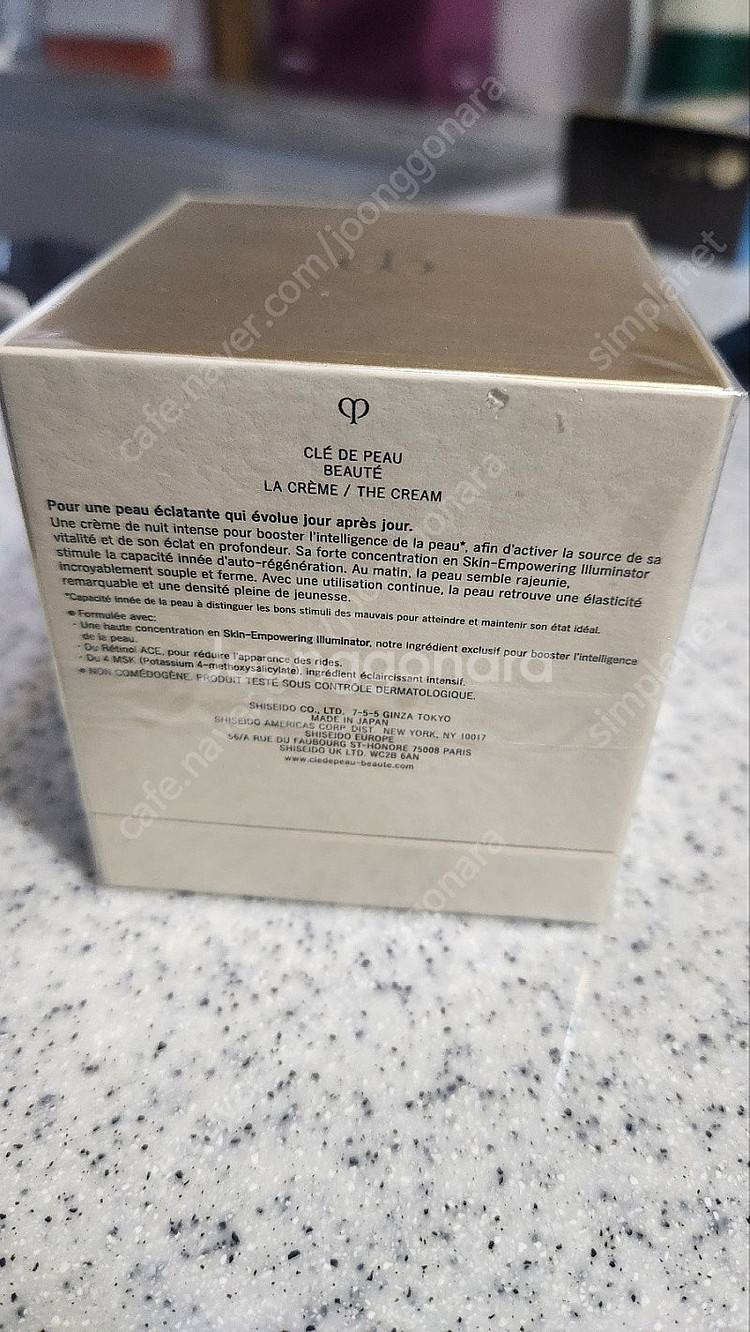 CLÉ DE PEAU
BEAUTÉ
LA CRÈME / THE CREAM
Pour une peau éclatante qui évolue jour après jour.
Une crème de nuit intense pour booster l'intelligence de la peau*, afin d'activer la source de sa
vitalité et de son éclat en profondeur. Sa forte concentration en Skin-Empowering Illuminator
stimule la capacité innée d'auto-régénération. Au matin, la peau semble rajeunie,
incroyablement souple et ferme. Avec une utilisation continue, la peau retrouve une élasticité
remarquable et une densité pleine de jeunesse.
*Capacité innée de la peau à distinguer les bons stimuli des mauvais pour atteindre et maintenir son état idéal.
Formulée avec:
- Une haute concentration en Skin-Empowering Illuminator, notre ingrédient exclusif pour booster l'intelligence
de la peau.
- Du Rétinol ACE, pour réduire l'apparence des rides.
- Du 4 MSK (Potassium 4-methoxysalicylate), ingrédient éclaircissant intensif.
NON COMÉDOGÈNE. PRODUIT TESTÉ SOUS CONTRÔLE DERMATOLOGIQUE.
SHISEIDO CO., LTD. 7-5-5 GINZA TOKYO
MADE IN JAPAN
SHISEIDO AMERICAS CORP. DIST. NEW YORK, NY 10017
SHISEIDO EUROPE
56/A RUE DU FAUBOURG ST-HONORE 75008 PARIS
SHISEIDO UK LTD. WC2B 6AN
www.cledepeau-beaute.com
cafe.naver.com/joonggonara
simplanet
joonggonara